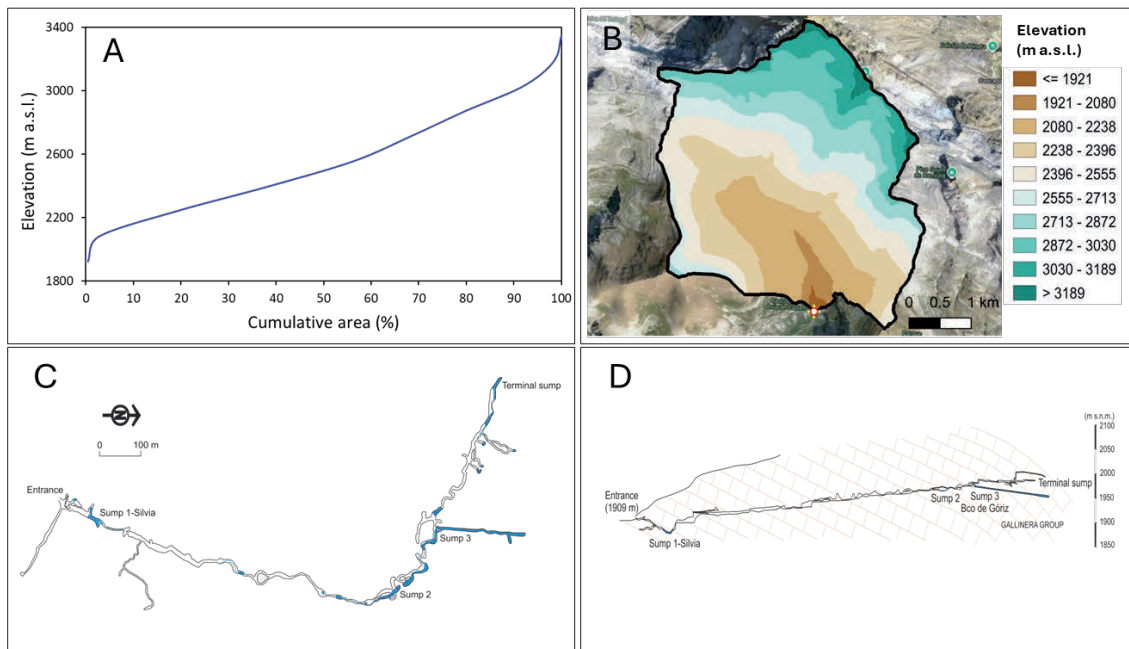 A
3400
3000
2600
2200
1800
Elevation (m a.s.l.)
0
10
20
30
40
50
60
70
80
90
100
Cumulative area (%)
B
FRANCE
0 0.5 1 km
Elevation
(m a.s.l.)
<= 1921
1921 - 2080
2080 - 2238
2238 - 2396
2396 - 2555
2555 - 2713
2713 - 2872
2872 - 3030
3030 - 3189
> 3189
C
N
0 100 m
Entrance
Sump 1-Silvia
Terminal sump
Sump 3
Sump 2
D
(m s.n.m.)
2100
2050
2000
1950
1900
1850
Entrance
(1909 m)
Sump 1-Silvia
Sump 2
Sump 3
Bco de Góriz
Terminal sump
GALLINERA GROUP